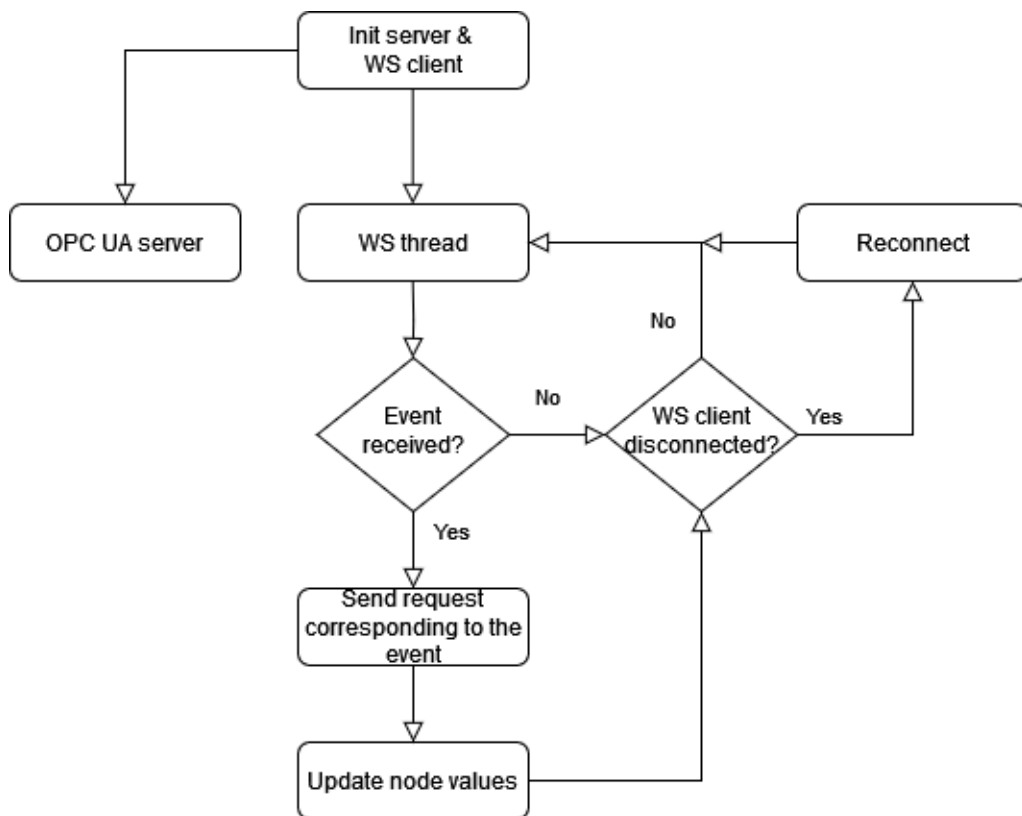 Init server &
WS client
OPC UA server
WS thread
Reconnect
No
Event
received?
No
WS client
disconnected?
Yes
Yes
Send request
corresponding to the
event
Update node values